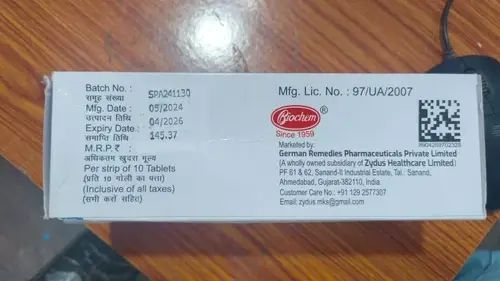 Batch No. : SPA241130
समूह संख्या
Mfg. Date : 05/2024
उत्पादन तिथि
Expiry Date : 04/2026
समाप्ति तिथि 145.37
M.R.P.₹ :
अधिकतम खुदरा मूल्य
Per strip of 10 Tablets
(प्रति 10 गोली का पत्ता)
(Inclusive of all taxes)
(सभी करों सहित)
Mfg. Lic. No. : 97/UA/2007
Biochem ®
Since 1959
Marketed by:
German Remedies Pharmaceuticals Private Limited
(A wholly owned subsidiary of Zydus Healthcare Limited)
PF 61 & 62, Sanand-II Industrial Estate, Tal.: Sanand,
Ahmedabad, Gujarat-382110, India
Customer Care No.: +91 129 2577307
Email: zydus.mks@gmail.com